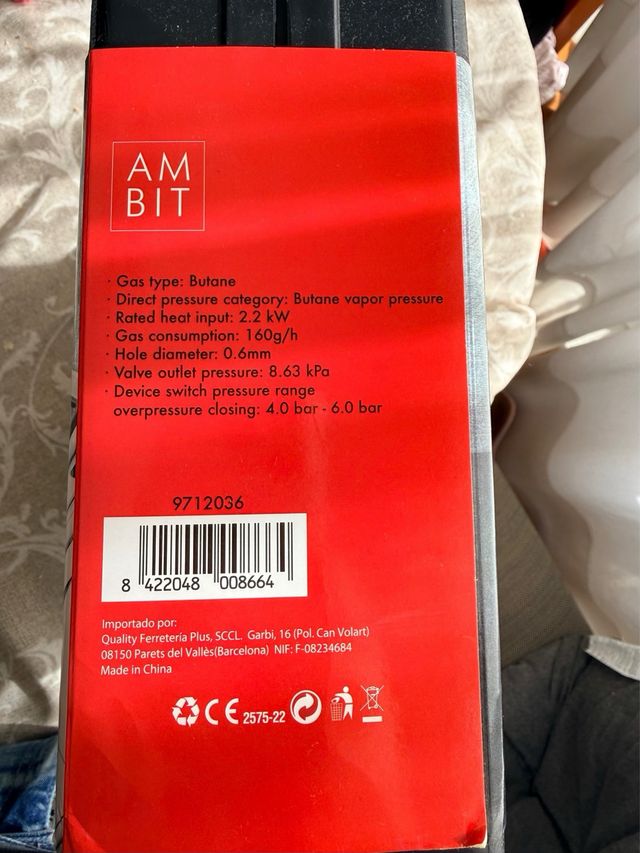 AM
BIT
· Gas type: Butane
· Direct pressure category: Butane vapor pressure
· Rated heat input: 2.2 kW
· Gas consumption: 160g/h
· Hole diameter: 0.6mm
· Valve outlet pressure: 8.63 kPa
· Device switch pressure range
overpressure closing: 4.0 bar - 6.0 bar
9712036
8 422048 008664
Importado por:
Quality Ferretería Plus, SCCL. Garbi, 16 (Pol. Can Volart)
08150 Parets del Vallès(Barcelona) NIF: F-08234684
Made in China
CE 2575-22